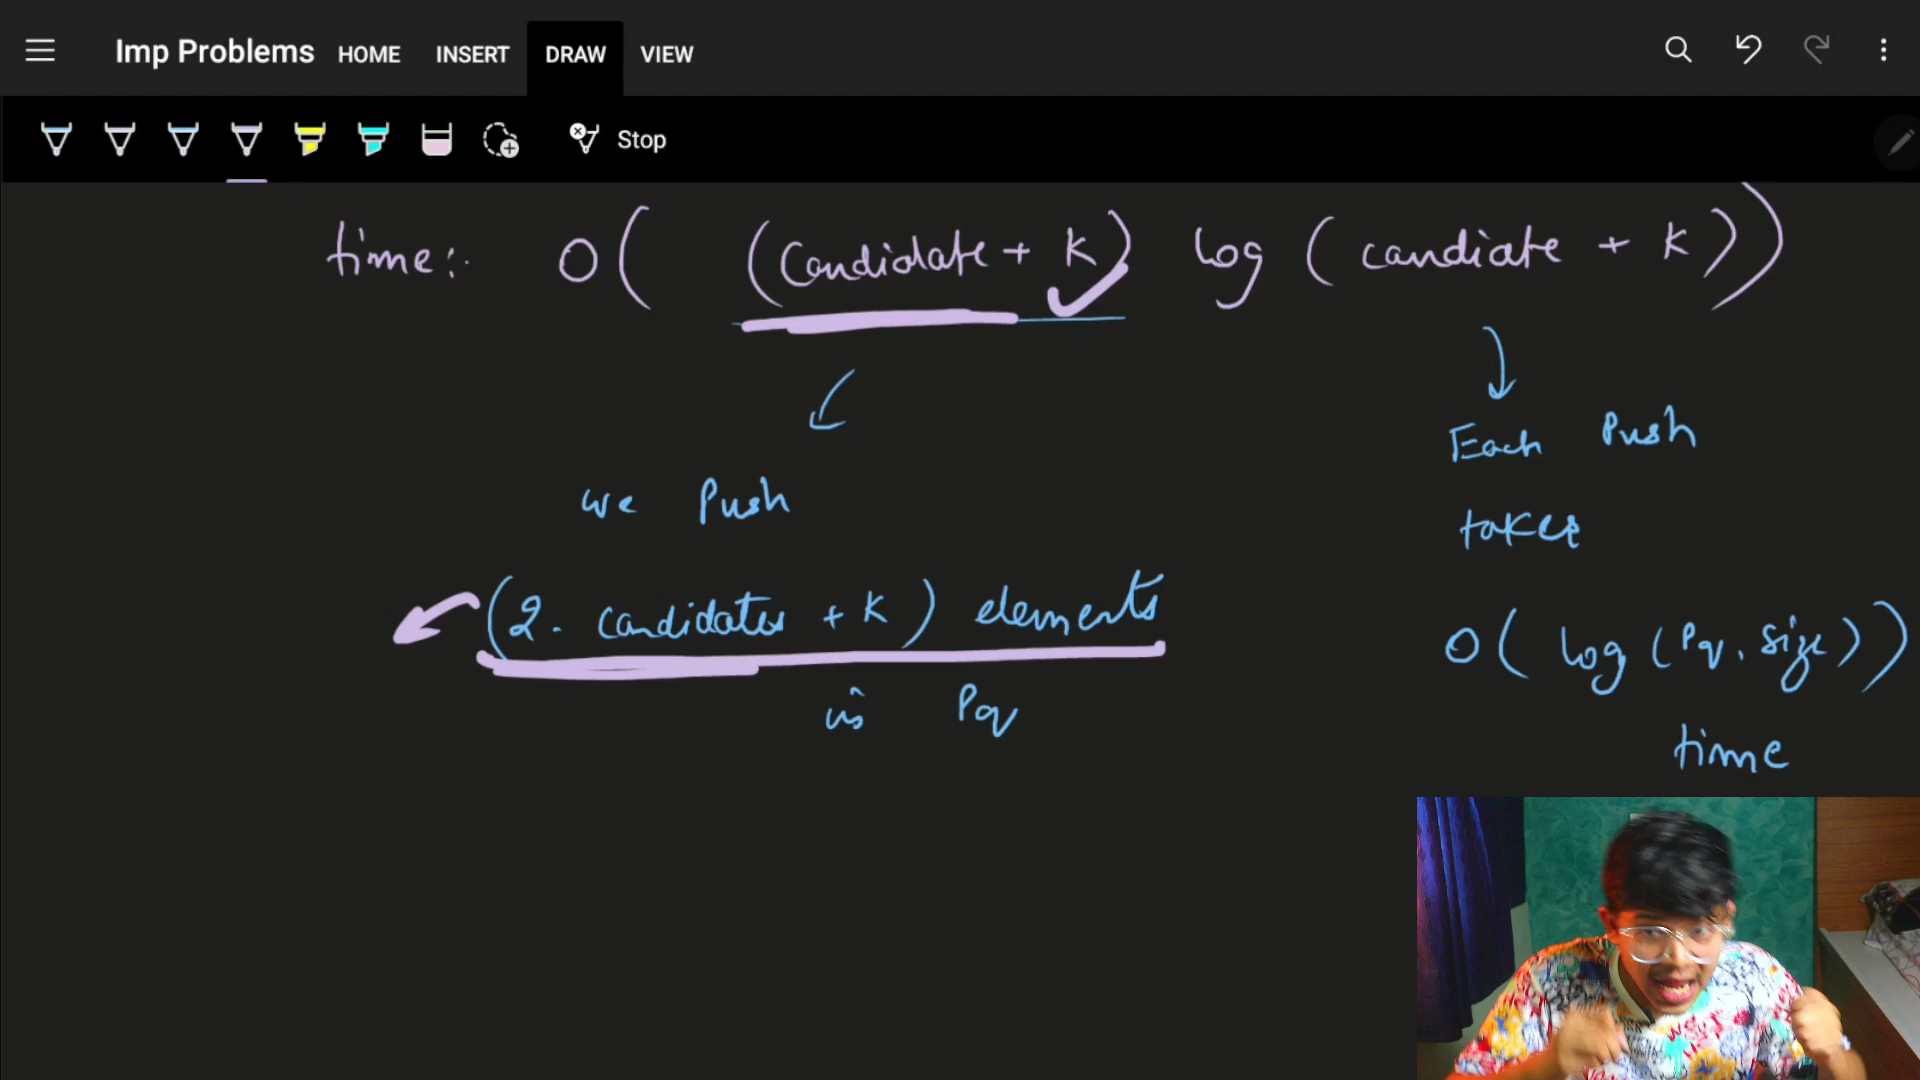 Imp Problems HOME INSERT DRAW VIEW
Stop
time: O( (Candidate + K) log (candiate + K))
we Push
(2. candidates + K) elements
in Pq
Each Push
takes
O( log (Pq. size))
time